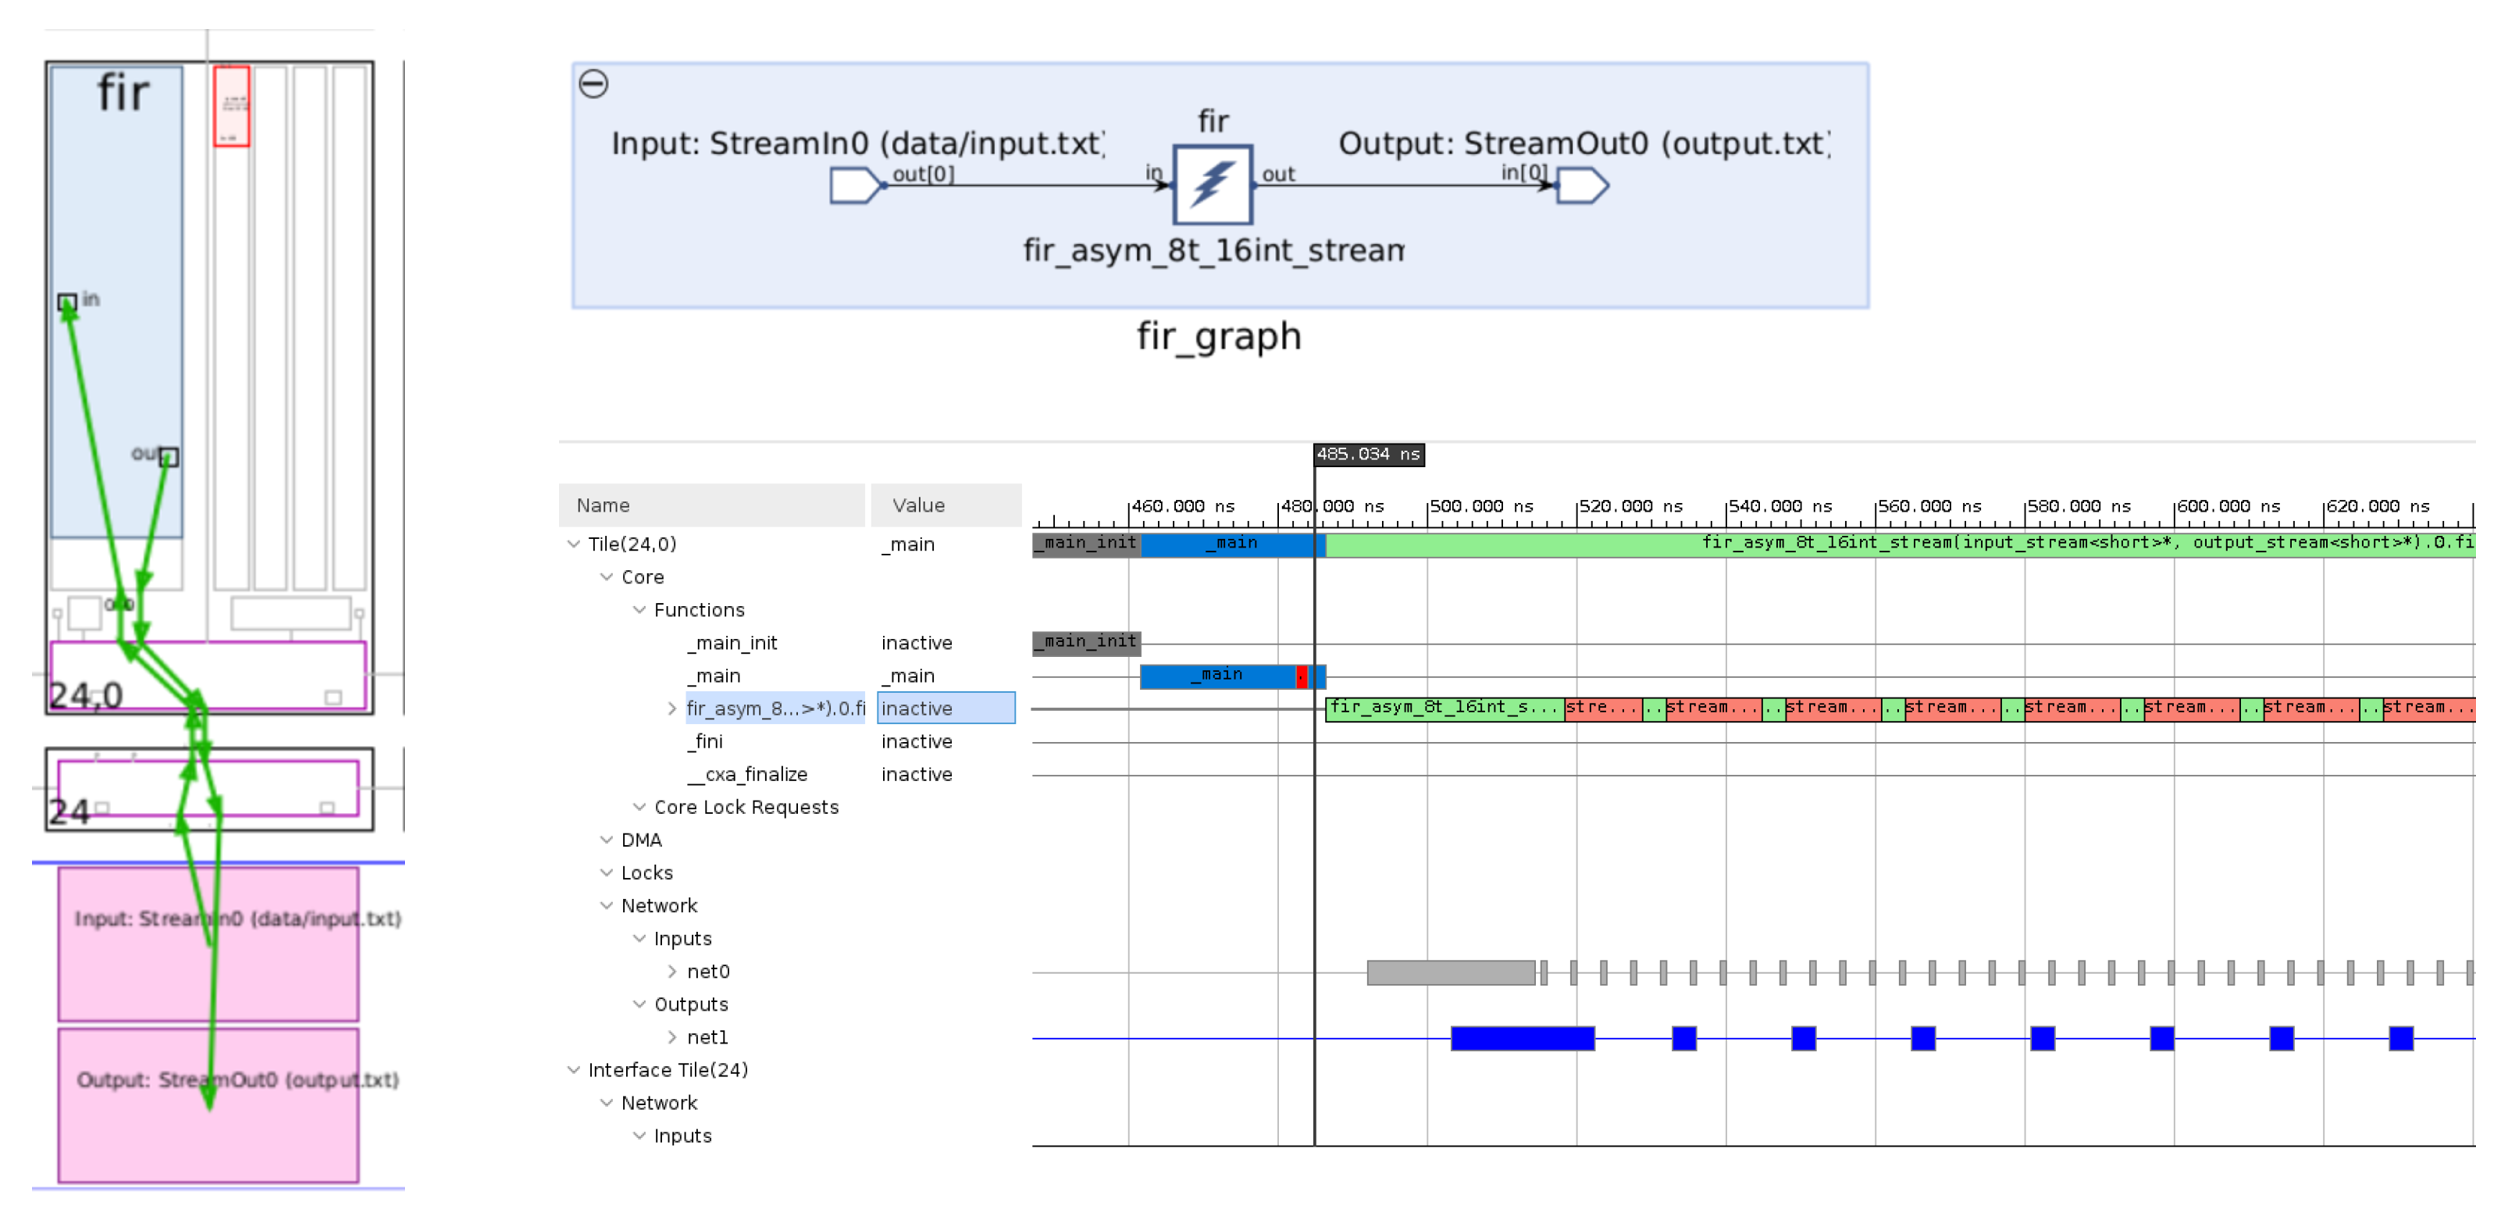 fir
in
out
24,0
24
Input: StreamIn0 (data/input.txt)
Output: StreamOut0 (output.txt)
fir
Input: StreamIn0 (data/input.txt)
Output: StreamOut0 (output.txt)
out[0]
in
out
in[0]
fir_asym_8t_16int_stream
fir_graph
485.034 ns
Name Value
460.000 ns 480.000 ns 500.000 ns 520.000 ns 540.000 ns 560.000 ns 580.000 ns 600.000 ns 620.000 ns
Tile(24,0) _main _main_init _main fir_asym_8t_16int_stream(input_stream<short>*, output_stream<short>*).0.fi
Core
Functions
_main_init inactive _main_init
_main _main _main .
fir_asym_8...>*).0.fi inactive fir_asym_8t_16int_s... stre... .. stream... .. stream... .. stream... .. stream... .. stream... .. stream... .. stream...
_fini inactive
__cxa_finalize inactive
Core Lock Requests
DMA
Locks
Network
Inputs
net0
Outputs
net1
Interface Tile(24)
Network
Inputs